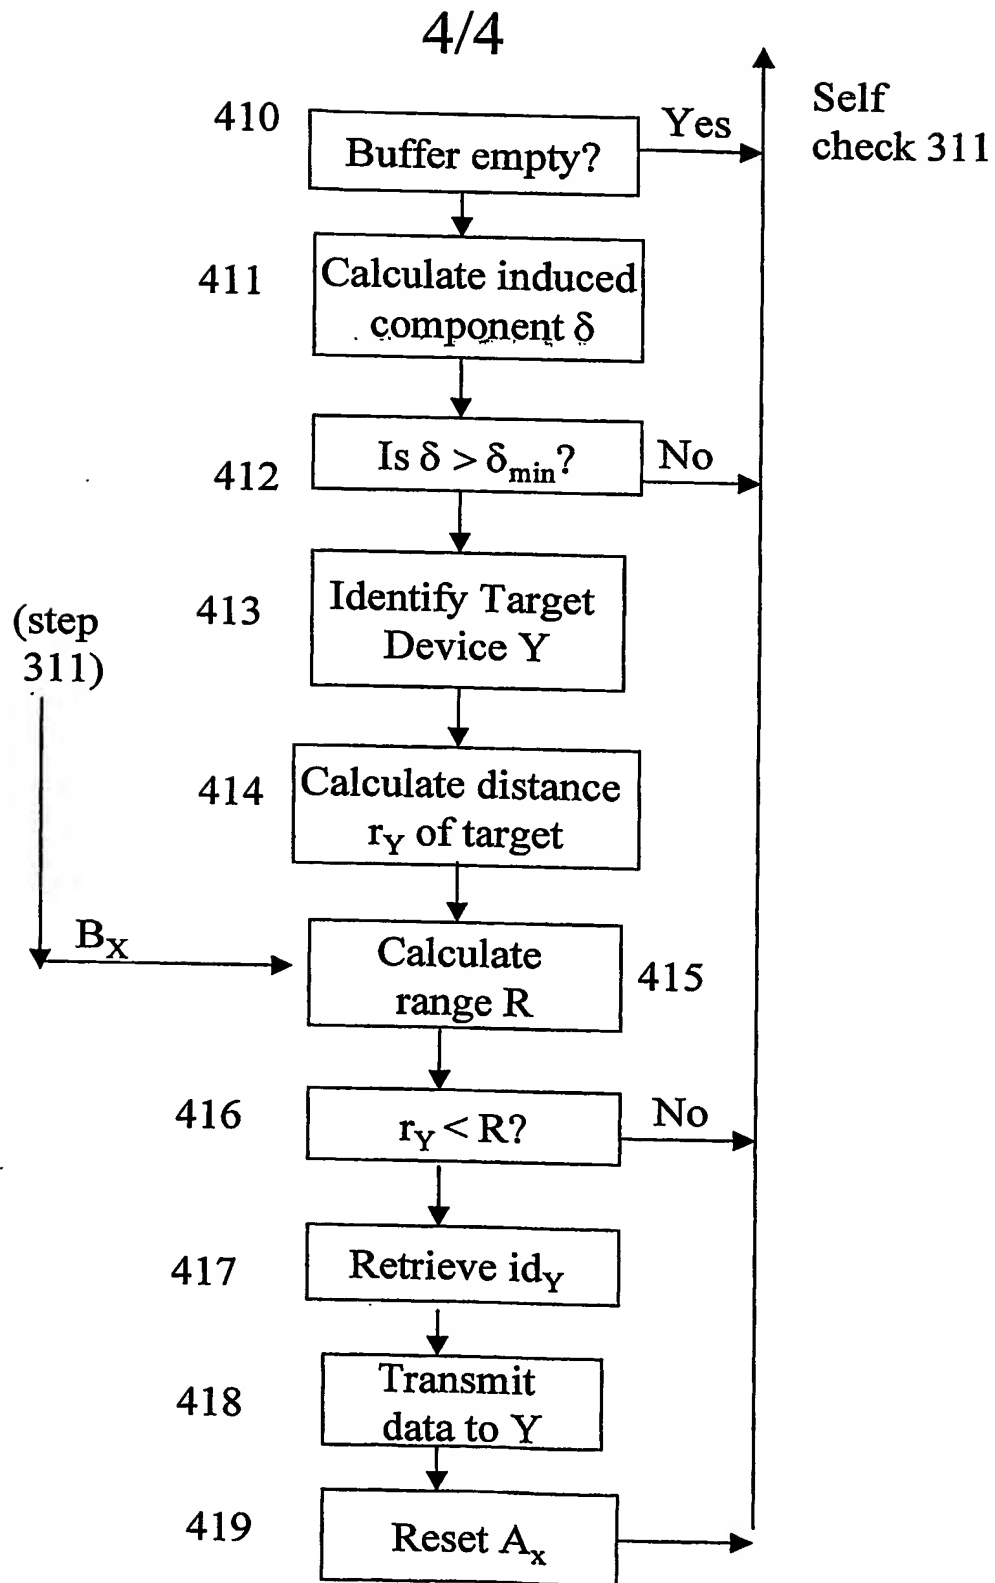 4/4
410
Buffer empty?
Yes
Self
check 311
411
Calculate induced
component δ
412
Is δ > δmin?
No
(step
311)
413
Identify Target
Device Y
414
Calculate distance
rY of target
BX
Calculate
range R
415
416
rY < R?
No
417
Retrieve idY
418
Transmit
data to Y
419
Reset Ax